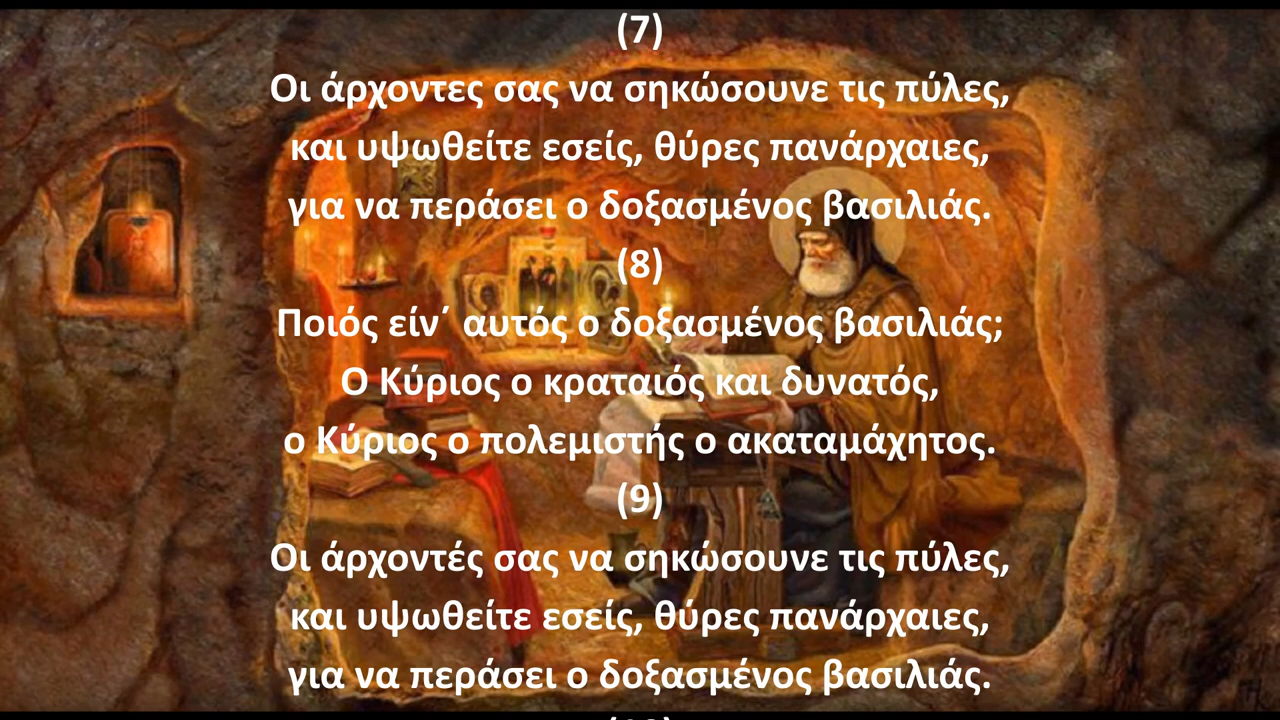 (7)
Οι άρχοντες σας να σηκώσουνε τις πύλες,
και υψωθείτε εσείς, θύρες πανάρχαιες,
για να περάσει ο δοξασμένος βασιλιάς.
(8)
Ποιός είν΄ αυτός ο δοξασμένος βασιλιάς;
Ο Κύριος ο κραταιός και δυνατός,
ο Κύριος ο πολεμιστής ο ακαταμάχητος.
(9)
Οι άρχοντές σας να σηκώσουνε τις πύλες,
και υψωθείτε εσείς, θύρες πανάρχαιες,
για να περάσει ο δοξασμένος βασιλιάς.